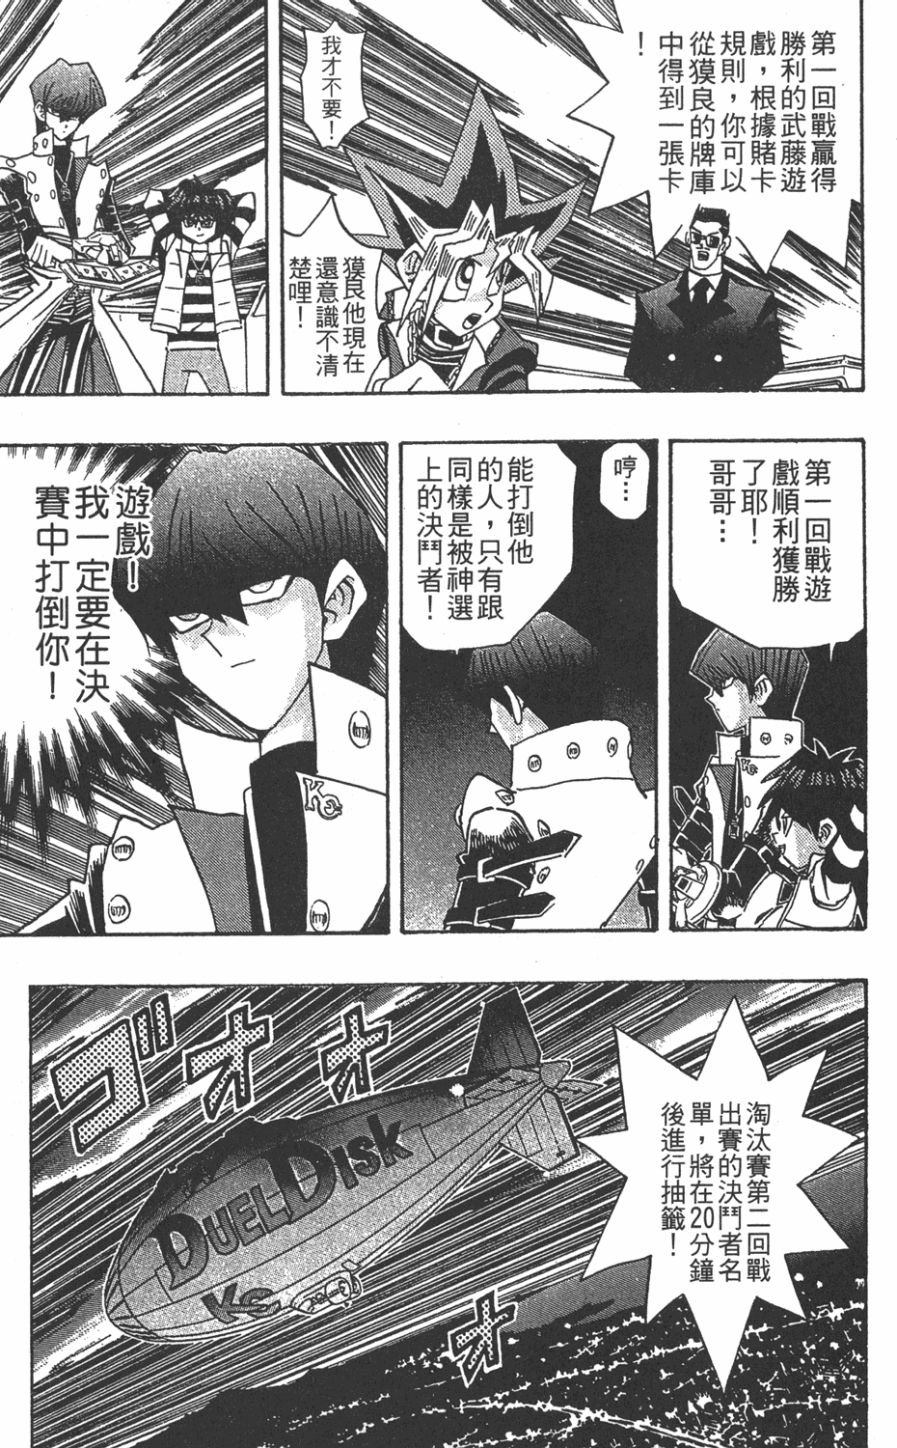 第一回戰贏得
勝利的武藤遊
戲，根據賭卡
規則，你可以
從獏良的牌庫
中得到一張卡
！
我才不要！
獏良他現在
還意識不清
楚哩！
第一回戰遊
戲順利獲勝
了耶！
哥哥…
哼…
能打倒他
的人，只有跟
同樣是被神選
上的決鬥者！
遊戲！
我一定要在決
賽中打倒你！
KC
淘汰賽第二回戰
出賽的決鬥者名
單，將在20分鐘
後進行抽籤！
ゴオオ
オ
DUEL DISK
KC